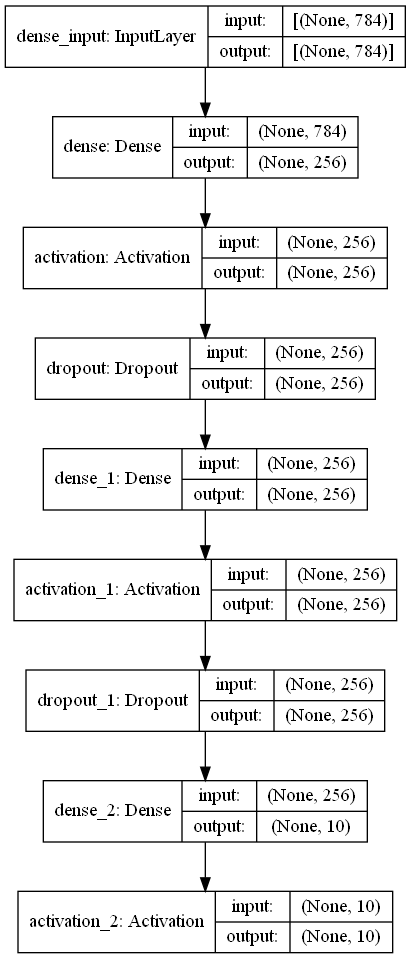 dense_input: InputLayer
input: [(None, 784)]
output: [(None, 784)]
dense: Dense
input: (None, 784)
output: (None, 256)
activation: Activation
input: (None, 256)
output: (None, 256)
dropout: Dropout
input: (None, 256)
output: (None, 256)
dense_1: Dense
input: (None, 256)
output: (None, 256)
activation_1: Activation
input: (None, 256)
output: (None, 256)
dropout_1: Dropout
input: (None, 256)
output: (None, 256)
dense_2: Dense
input: (None, 256)
output: (None, 10)
activation_2: Activation
input: (None, 10)
output: (None, 10)